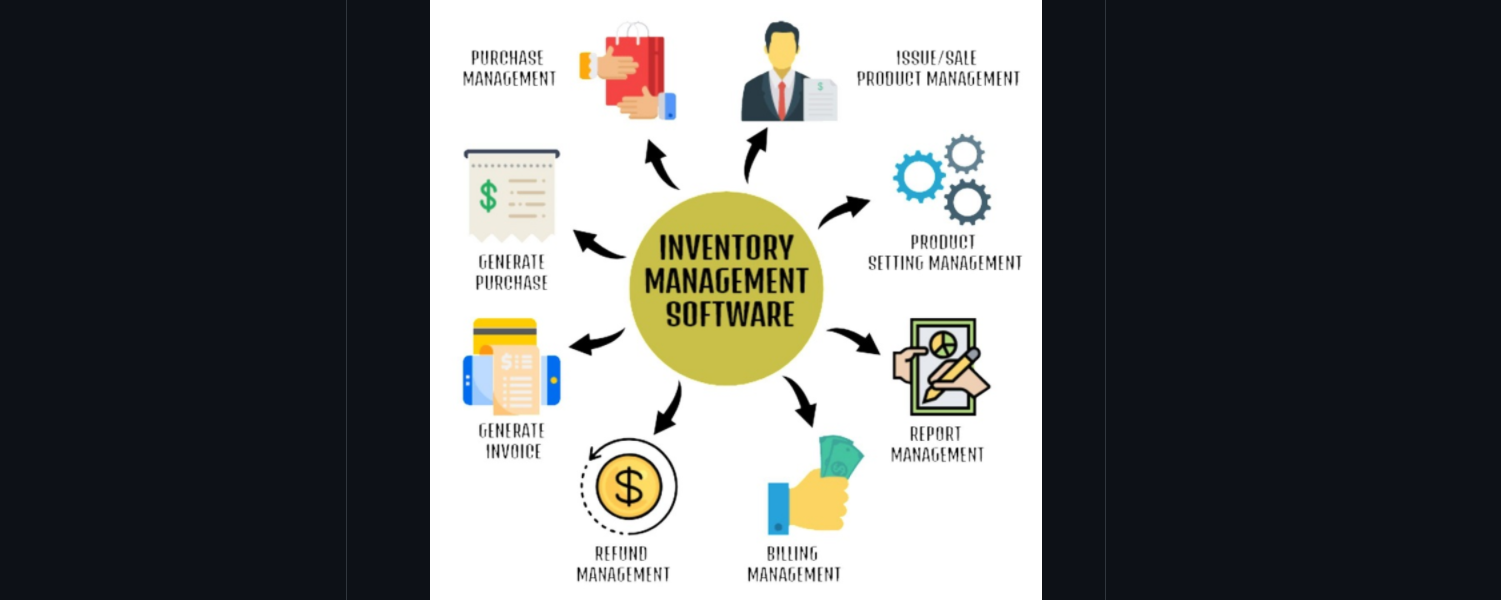 PURCHASE
MANAGEMENT
ISSUE/SALE
PRODUCT MANAGEMENT
$
$
GENERATE
PURCHASE
PRODUCT
SETTING MANAGEMENT
INVENTORY
MANAGEMENT
SOFTWARE
$
GENERATE
INVOICE
REPORT
MANAGEMENT
$
$
REFUND
MANAGEMENT
BILLING
MANAGEMENT